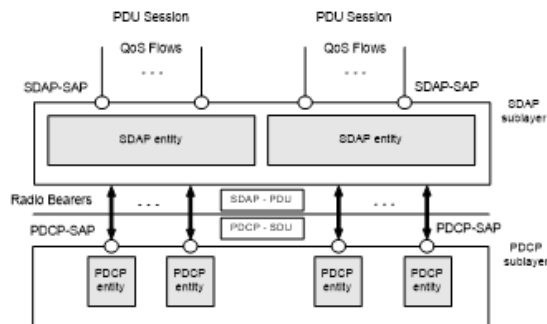 PDU Session PDU Session
QoS Flows QoS Flows
. . . . . .
SDAP-SAP SDAP-SAP
SDAP
sublayer
SDAP entity SDAP entity
Radio Bearers . . . SDAP - PDU . . .
PDCP-SAP PDCP - SDU PDCP-SAP
PDCP
sublayer
PDCP entity PDCP entity PDCP entity PDCP entity